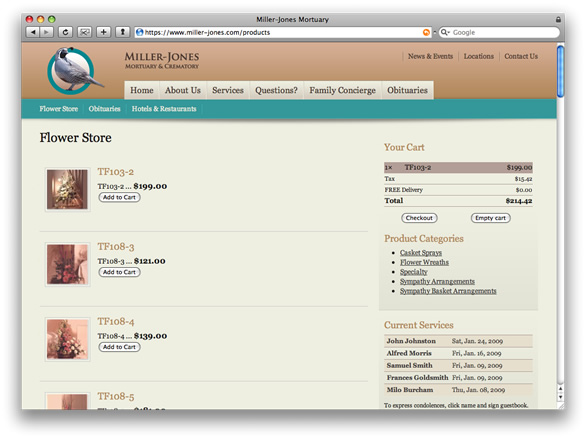 Miller-Jones Mortuary
https://www.miller-jones.com/products
Google
MILLER-JONES
MORTUARY & CREMATORY
News & Events
Locations
Contact Us
Home
About Us
Services
Questions?
Family Concierge
Obituaries
Flower Store
Obituaries
Hotels & Restaurants
Flower Store
TF103-2
TF103-2 ... $199.00
Add to Cart
TF108-3
TF108-3 ... $121.00
Add to Cart
TF108-4
TF108-4 ... $139.00
Add to Cart
TF108-5
Your Cart
1× TF103-2 $199.00
Tax $15.42
FREE Delivery $0.00
Total $214.42
Checkout
Empty cart
Product Categories
Casket Sprays
Flower Wreaths
Specialty
Sympathy Arrangements
Sympathy Basket Arrangements
Current Services
John Johnston Sat, Jan. 24, 2009
Alfred Morris Fri, Jan. 16, 2009
Samuel Smith Fri, Jan. 09, 2009
Frances Goldsmith Fri, Jan. 09, 2009
Milo Burcham Thu, Jan. 08, 2009
To express condolences, click name and sign guestbook.